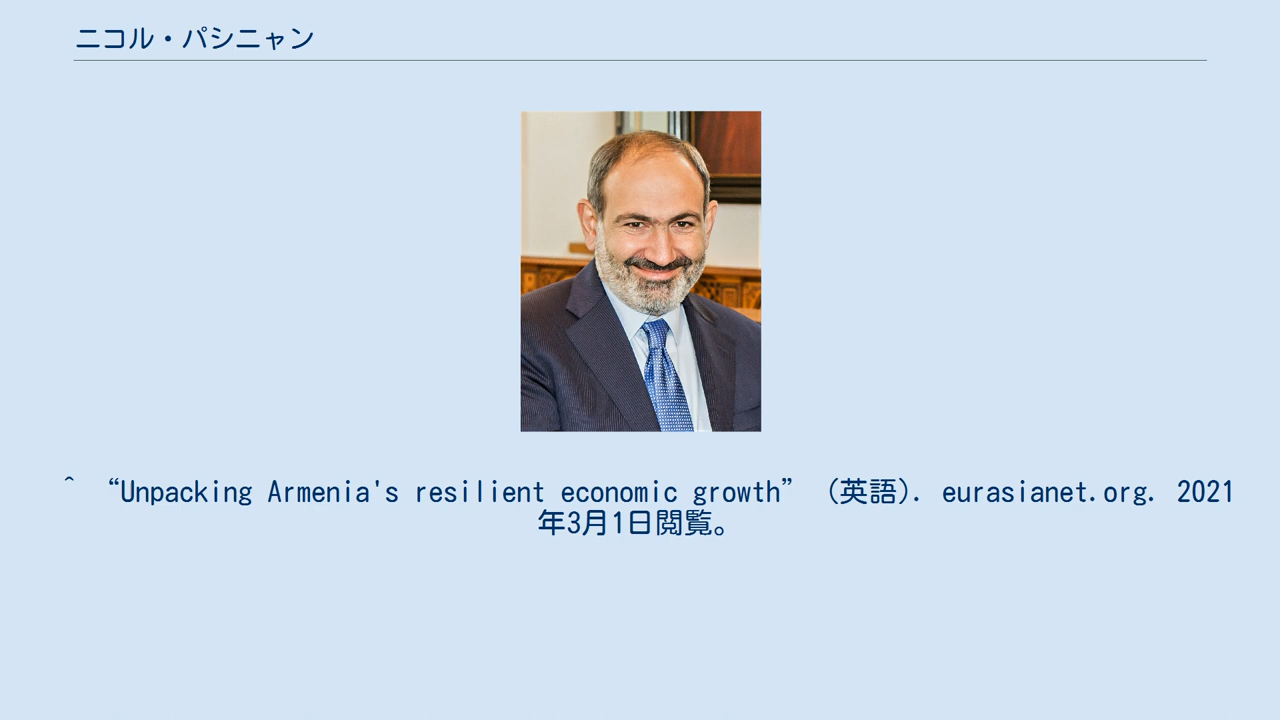 ニコル・パシニャン
^ “Unpacking Armenia's resilient economic growth” (英語). eurasianet.org. 2021
年3月1日閲覧。